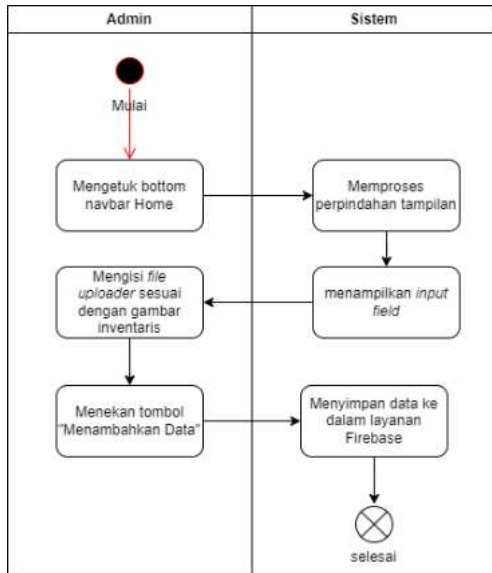 Admin
Sistem
Mulai
Mengetuk bottom
navbar Home
Memproses
perpindahan tampilan
menampilkan input
field
Mengisi file
uploader sesuai
dengan gambar
inventaris
Menekan tombol
"Menambahkan Data"
Menyimpan data ke
dalam layanan
Firebase
selesai